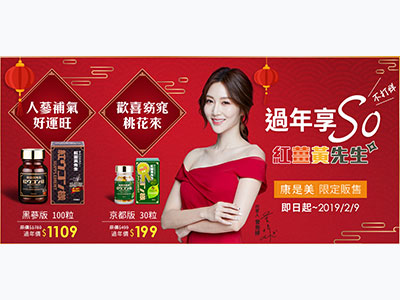 人蔘補氣
好運旺
歡喜窈窕
桃花來
過年享So
不打烊
紅薑黃先生
康是美 限定販售
即日起~2019/2/9
黑蔘版 100粒
過年價$1109
京都版 30粒
過年價$199